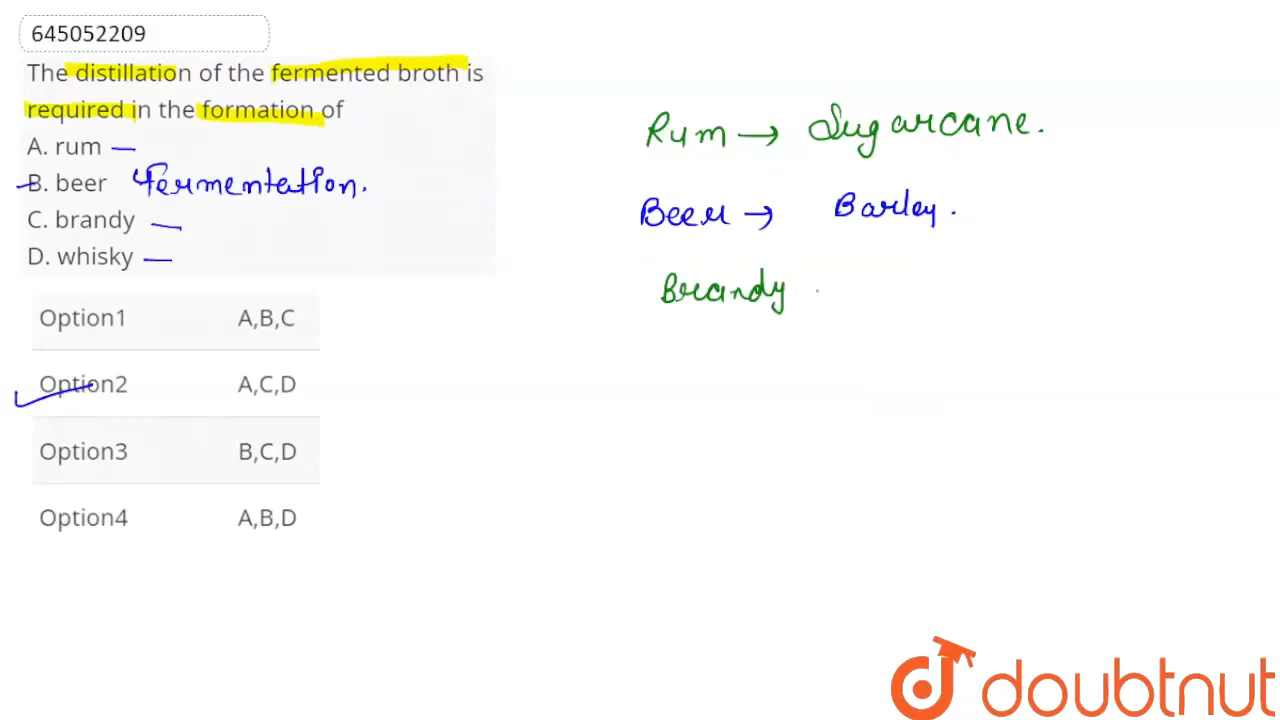 645052209
The distillation of the fermented broth is
required in the formation of
A. rum
B. beer Fermentation.
C. brandy
D. whisky
Option1 A,B,C
Option2 A,C,D
Option3 B,C,D
Option4 A,B,D
Rum → Sugarcane.
Beer → Barley.
Brandy
doubtnut